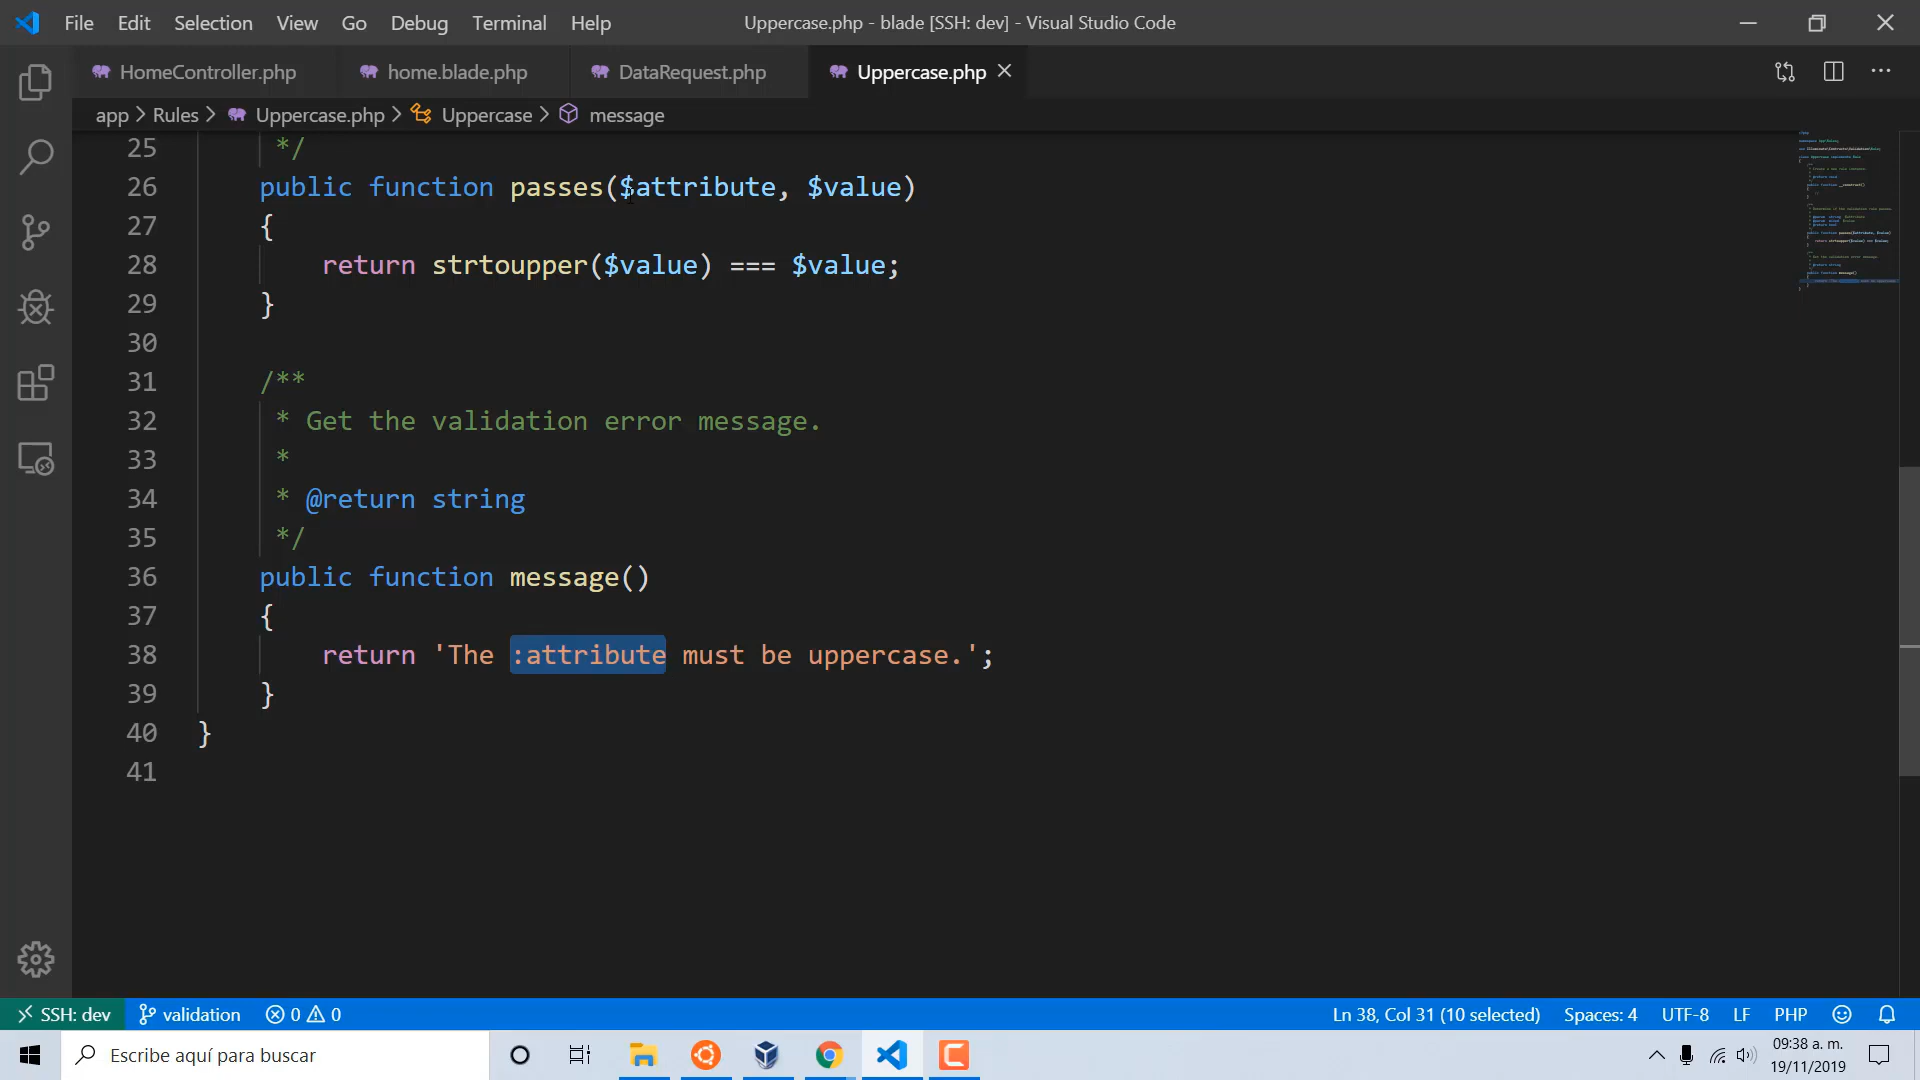 File Edit Selection View Go Debug Terminal Help
Uppercase.php - blade [SSH: dev] - Visual Studio Code
HomeController.php home.blade.php DataRequest.php Uppercase.php
app > Rules > Uppercase.php > Uppercase > message
25 */
26 public function passes($attribute, $value)
27 {
28 return strtoupper($value) === $value;
29 }
30
31 /**
32 * Get the validation error message.
33 *
34 * @return string
35 */
36 public function message()
37 {
38 return 'The :attribute must be uppercase.';
39 }
40 }
41
SSH: dev validation 0 0 Ln 38, Col 31 (10 selected) Spaces: 4 UTF-8 LF PHP
Escribe aquí para buscar
09:38 a. m.
19/11/2019